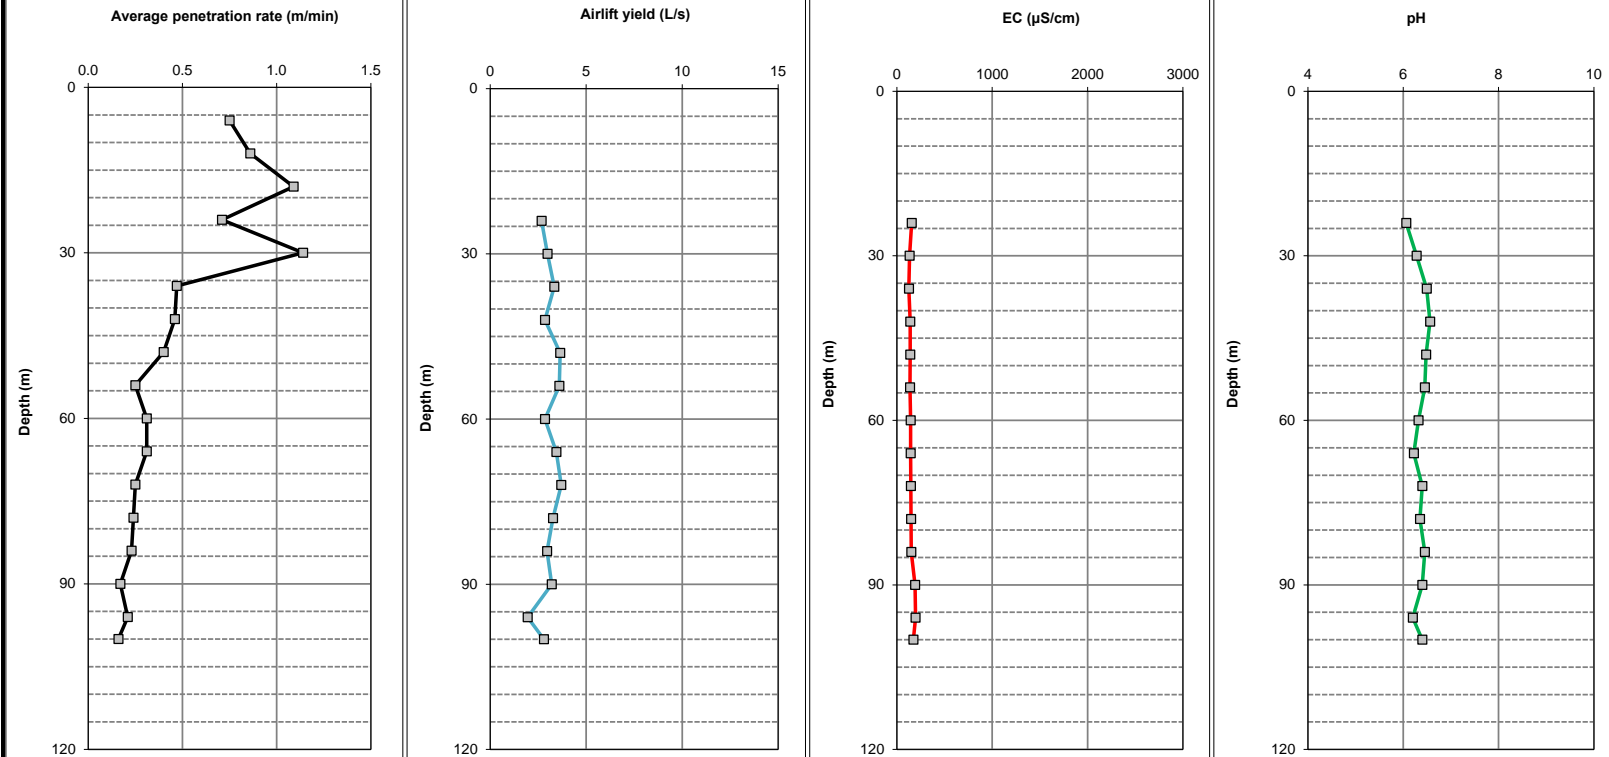 Average penetration rate (m/min)
0.0 0.5 1.0 1.5
0
30
60
90
120
Depth (m)
Airlift yield (L/s)
0 5 10 15
0
30
60
90
120
Depth (m)
EC (µS/cm)
0 1000 2000 3000
0
30
60
90
120
Depth (m)
pH
4 6 8 10
0
30
60
90
120
Depth (m)